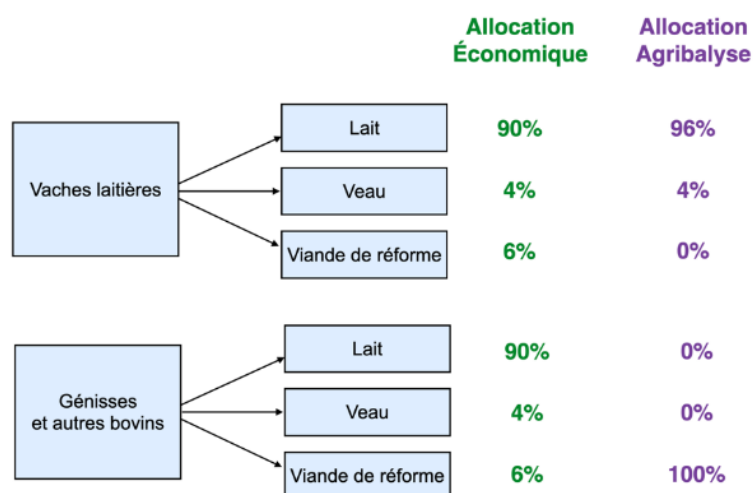 Allocation Économique
Allocation Agribalyse
Vaches laitières
Lait
90%
96%
Veau
4%
4%
Viande de réforme
6%
0%
Génisses
et autres bovins
Lait
90%
0%
Veau
4%
0%
Viande de réforme
6%
100%